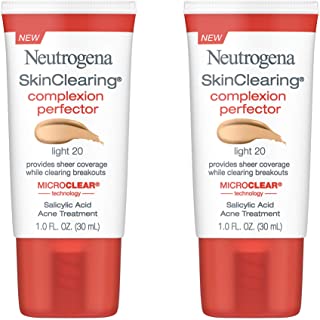 NEW
Neutrogena®
SkinClearing®
complexion
perfector
light 20
provides sheer coverage
while clearing breakouts
MICROCLEAR®
technology
Salicylic Acid
Acne Treatment
1.0 FL. OZ. (30 mL)
NEW
Neutrogena®
SkinClearing®
complexion
perfector
light 20
provides sheer coverage
while clearing breakouts
MICROCLEAR®
technology
Salicylic Acid
Acne Treatment
1.0 FL. OZ. (30 mL)